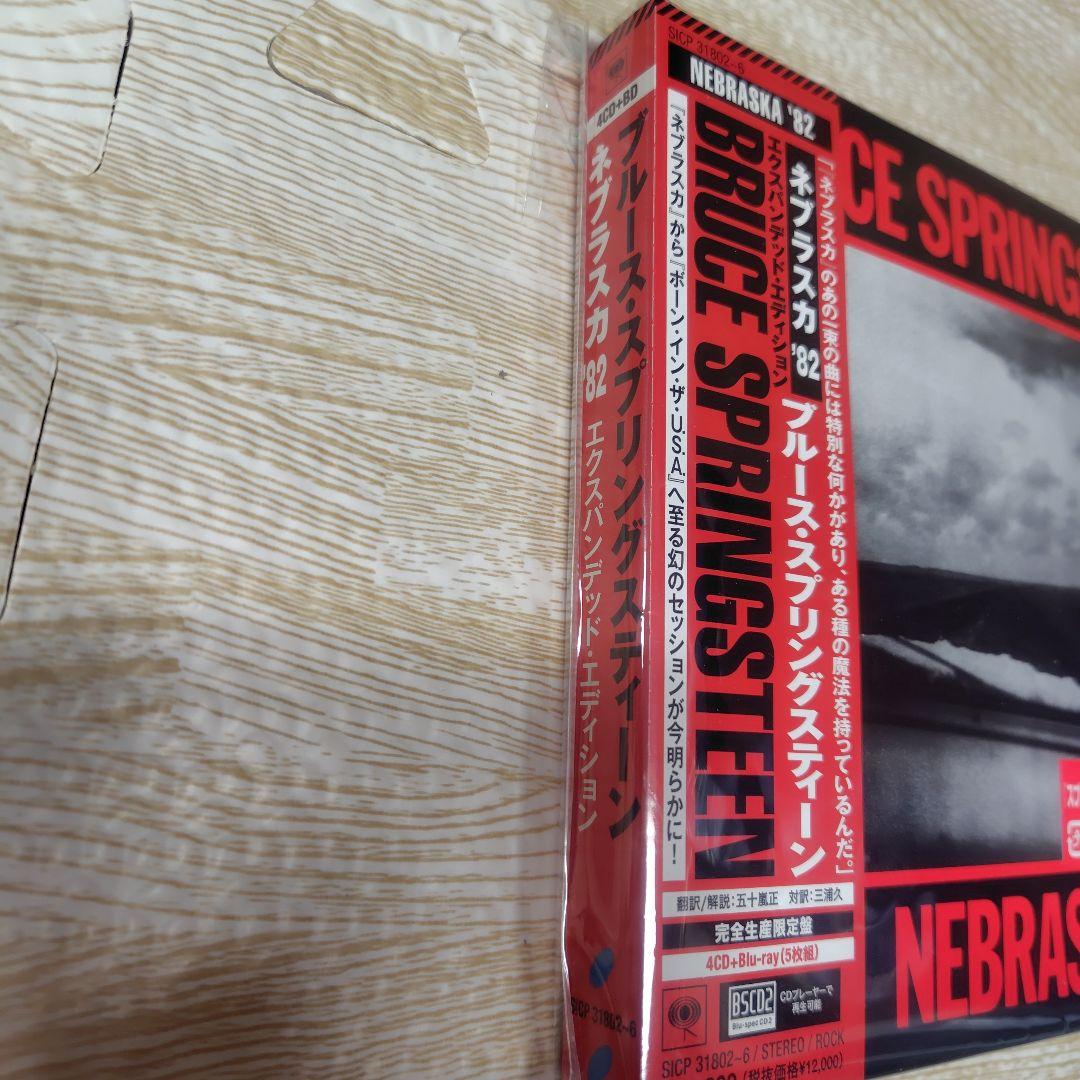 4CD+BD
ブルース・スプリングスティーン
ネブラスカ '82 エクスパンデッド・エディション
SICP 31802~6
SICP 31802~6
NEBRASKA '82
『ネブラスカ』から『ボーン・イン・ザ・U.S.A.』へ至る幻のセッションが今明らかに!
BRUCE SPRINGSTEEN
エクスパンデッド・エディション
ネブラスカ '82 ブルース・スプリングスティーン
「『ネブラスカ』のあの一束の曲には特別な何かがあり、ある種の魔法を持っているんだ。」
翻訳/解説:五十嵐正 対訳:三浦久
完全生産限定盤
4CD+Blu-ray(5枚組)
BSCD2
Blu-spec CD2
CDプレーヤーで
再生可能
SICP 31802~6 / STEREO / ROCK
(税抜価格¥12,000)
CE SPRINGS
NEBRAS